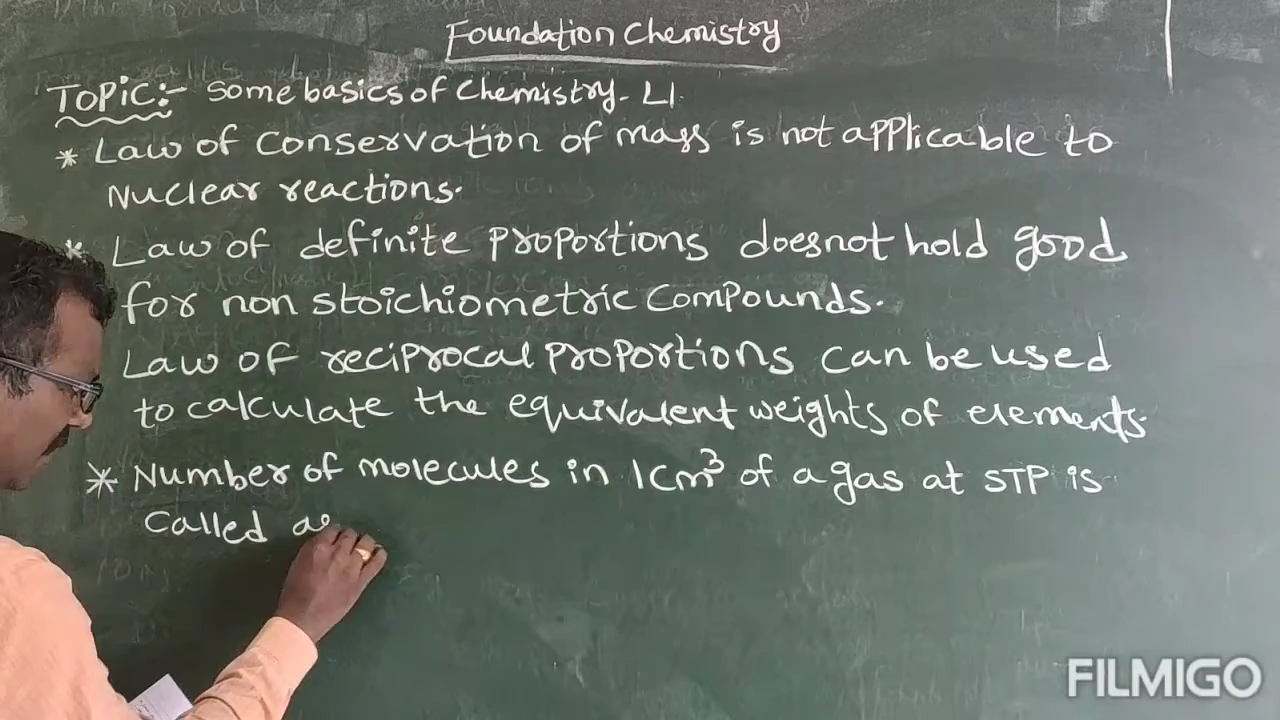 Foundation Chemistry
TOPIC:- Some basics of Chemistry- L1.
* Law of conservation of mass is not applicable to
Nuclear reactions.
* Law of definite proportions doesnot hold good
for non stoichiometric compounds.
Law of reciprocal proportions can be used
to calculate the equivalent weights of elements.
* Number of molecules in 1cm³ of a gas at STP is
called as
FILMIGO